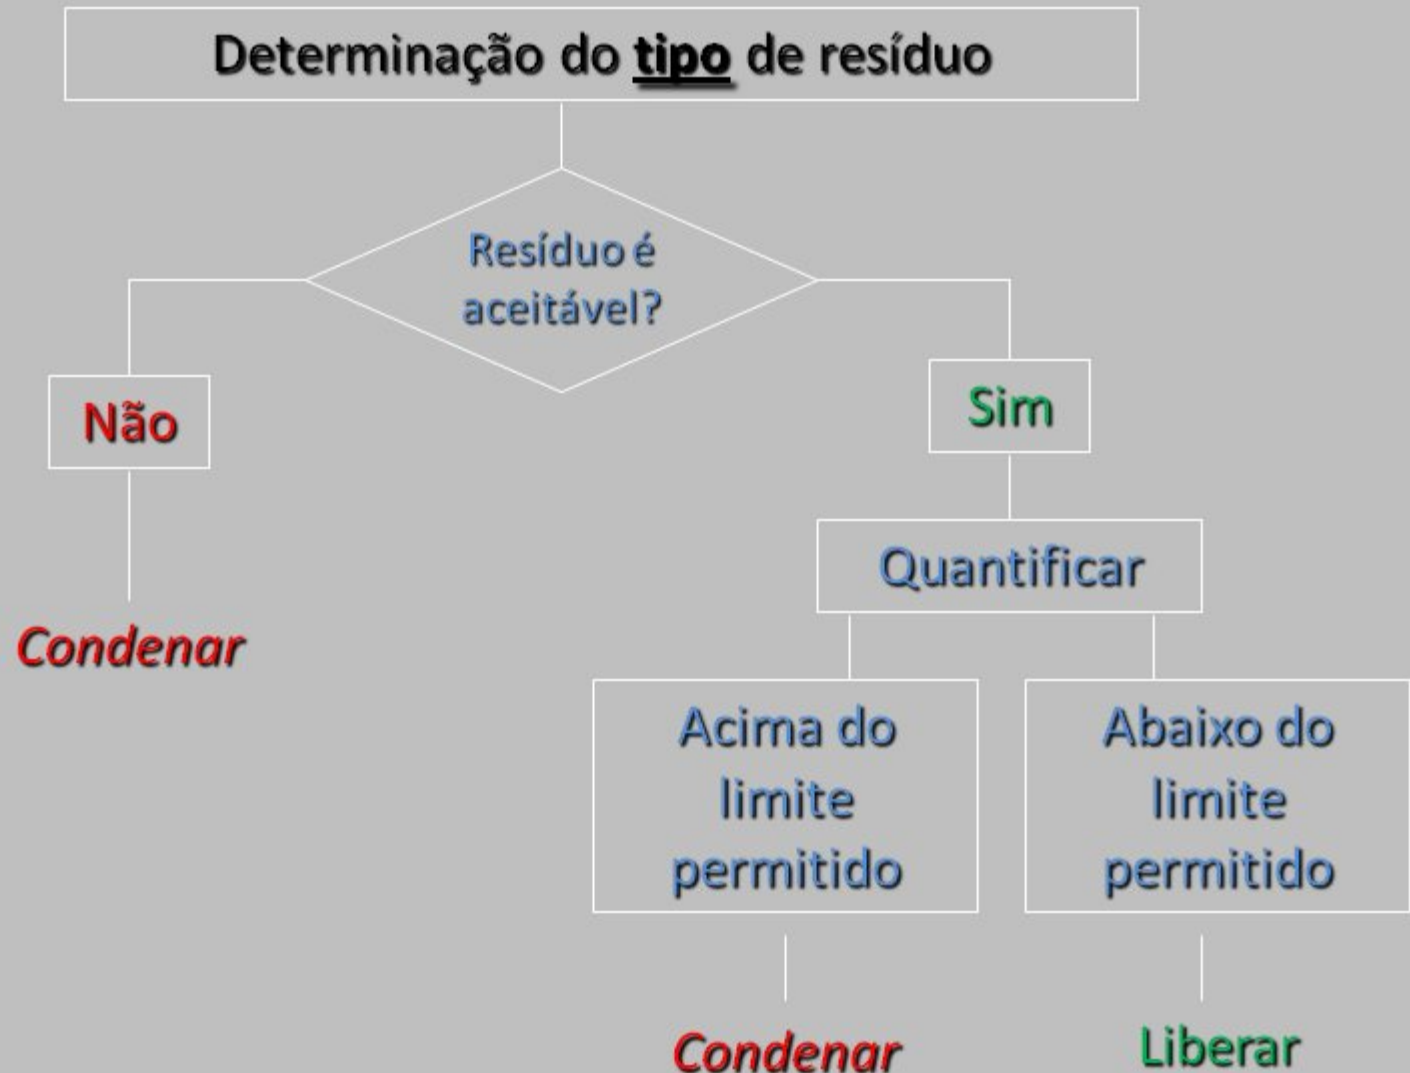 Determinação do tipo de resíduo
Resíduo é
aceitável?
Não
Sim
Quantificar
Condenar
Acima do
limite
permitido
Abaixo do
limite
permitido
Condenar
Liberar